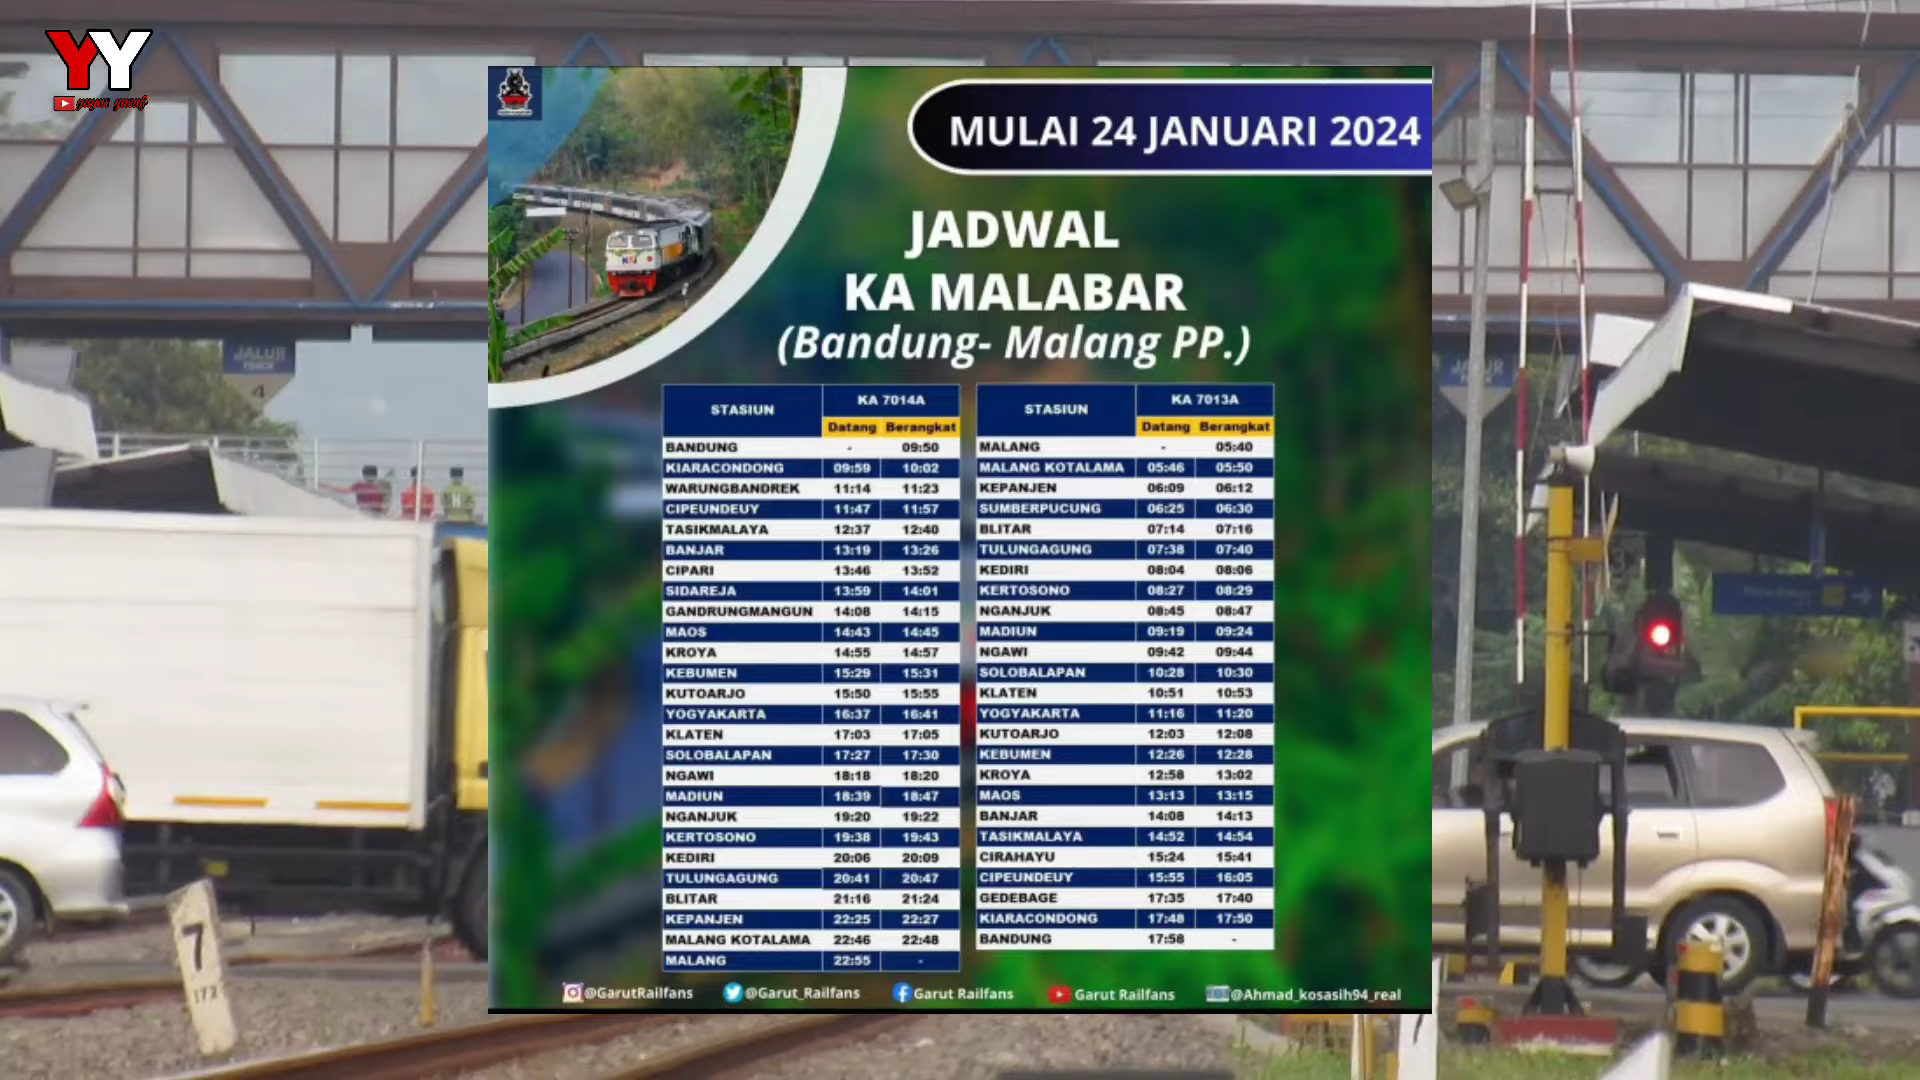 YY
yuyus yusuf
MULAI 24 JANUARI 2024
JADWAL
KA MALABAR
(Bandung- Malang PP.)
STASIUN KA 7014A
Datang Berangkat
BANDUNG - 09:50
KIARACONDONG 09:59 10:02
WARUNGBANDREK 11:14 11:23
CIPEUNDEUY 11:47 11:57
TASIKMALAYA 12:37 12:40
BANJAR 13:19 13:26
CIPARI 13:46 13:52
SIDAREJA 13:59 14:01
GANDRUNGMANGUN 14:08 14:15
MAOS 14:43 14:45
KROYA 14:55 14:57
KEBUMEN 15:29 15:31
KUTOARJO 15:50 15:55
YOGYAKARTA 16:37 16:41
KLATEN 17:03 17:05
SOLOBALAPAN 17:27 17:30
NGAWI 18:18 18:20
MADIUN 18:39 18:47
NGANJUK 19:20 19:22
KERTOSONO 19:38 19:43
KEDIRI 20:06 20:09
TULUNGAGUNG 20:41 20:47
BLITAR 21:16 21:24
KEPANJEN 22:25 22:27
MALANG KOTALAMA 22:46 22:48
MALANG 22:55 -
STASIUN KA 7013A
Datang Berangkat
MALANG - 05:40
MALANG KOTALAMA 05:46 05:50
KEPANJEN 06:09 06:12
SUMBERPUCUNG 06:25 06:30
BLITAR 07:14 07:16
TULUNGAGUNG 07:38 07:40
KEDIRI 08:04 08:06
KERTOSONO 08:27 08:29
NGANJUK 08:45 08:47
MADIUN 09:19 09:24
NGAWI 09:42 09:44
SOLOBALAPAN 10:28 10:30
KLATEN 10:51 10:53
YOGYAKARTA 11:16 11:20
KUTOARJO 12:03 12:08
KEBUMEN 12:26 12:28
KROYA 12:58 13:02
MAOS 13:13 13:15
BANJAR 14:08 14:13
TASIKMALAYA 14:52 14:54
CIRAHAYU 15:24 15:41
CIPEUNDEUY 15:55 16:05
GEDEBAGE 17:35 17:40
KIARACONDONG 17:48 17:50
BANDUNG 17:58 -
@GarutRailfans @Garut_Railfans Garut Railfans Garut Railfans @Ahmad_kosasih94_real
JALUR
4
JALUR
7